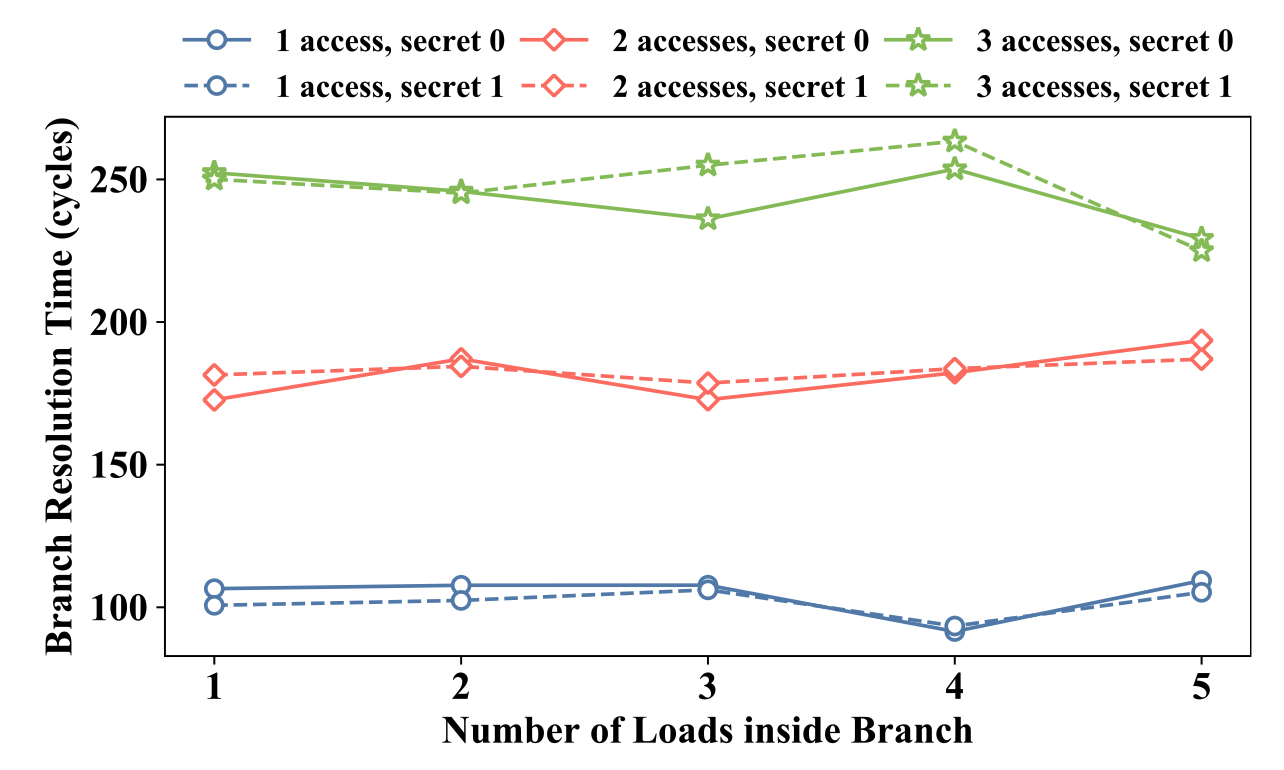 1 access, secret 0 2 accesses, secret 0 3 accesses, secret 0
1 access, secret 1 2 accesses, secret 1 3 accesses, secret 1
Branch Resolution Time (cycles)
250
200
150
100
1 2 3 4 5
Number of Loads inside Branch